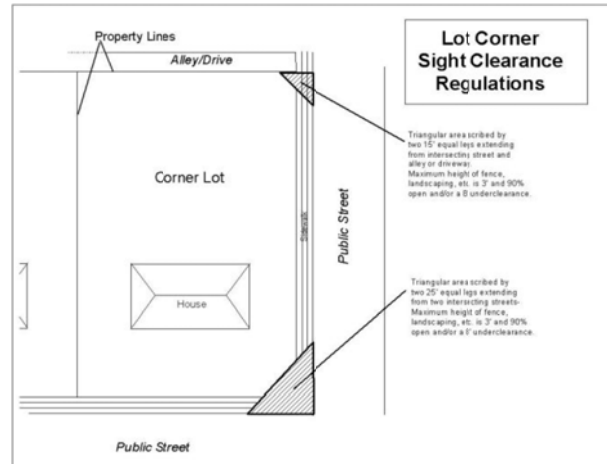 Property Lines
Alley/Drive
Lot Corner
Sight Clearance
Regulations
Triangular area scribed by
two 15' equal legs extending
from intersecting street and
alley or driveway.
Maximum height of fence,
landscaping, etc. is 3' and 90%
open and/or a 8' underclearance.
Corner Lot
Sidewalk
Public Street
House
Triangular area scribed by
two 25' equal legs extending
from two intersecting streets-
Maximum height of fence,
landscaping, etc. is 3' and 90%
open and/or a 8' underclearance.
Public Street